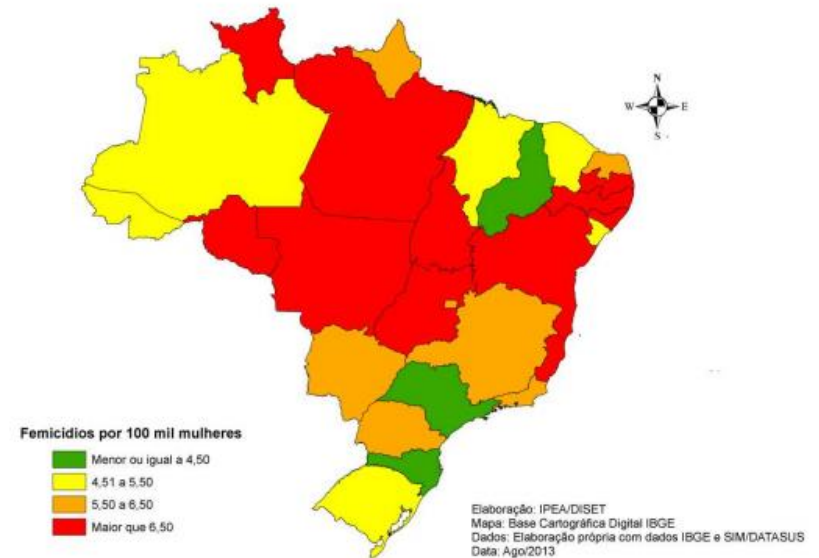 N
W E
S
Femicídios por 100 mil mulheres
Menor ou igual a 4,50
4,51 a 5,50
5,50 a 6,50
Maior que 6,50
Elaboração: IPEA/DISET
Mapa: Base Cartográfica Digital IBGE
Dados: Elaboração própria com dados IBGE e SIM/DATASUS
Data: Ago/2013